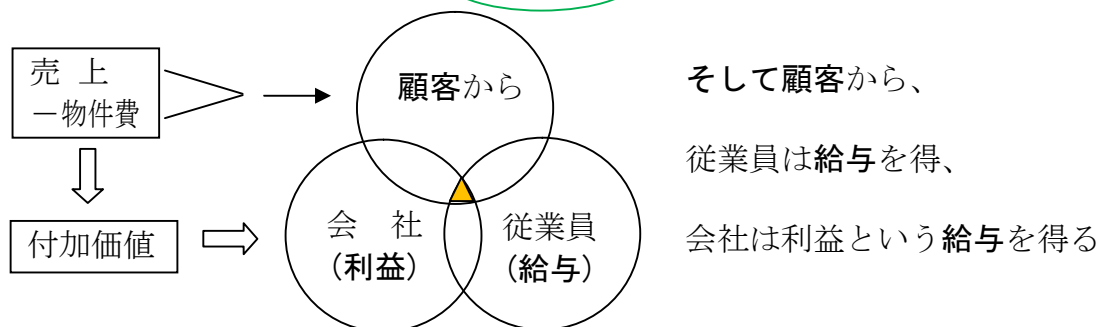 売 上
－物件費
付加価値
顧客から
会 社
(利益)
従業員
(給与)
そして顧客から、
従業員は給与を得、
会社は利益という給与を得る